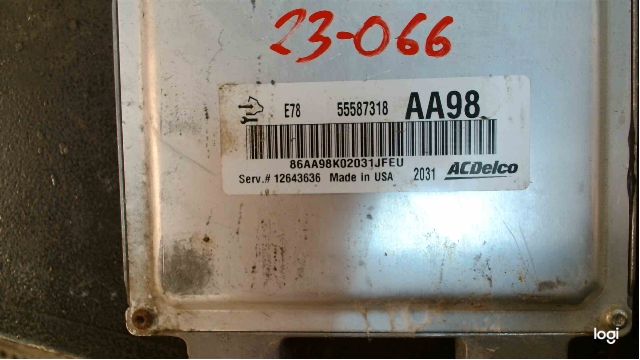 23-066
E78 55587318 AA98
86AA98K02031JFEU
Serv.# 12643636 Made in USA 2031 ACDelco
logi